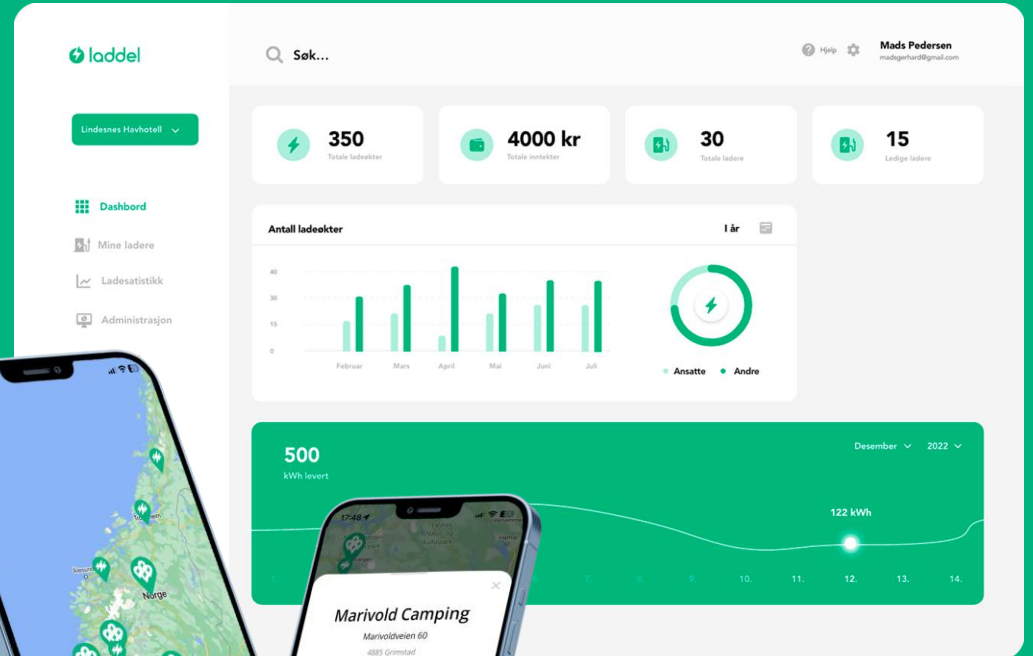 laddel
Søk...
Hjelp
Mads Pedersen
madsgerhard@gmail.com
Lindesnes Havhotell
Dashbord
Mine ladere
Ladesatistikk
Administrasjon
350
Totale ladeøkter
4000 kr
Totale inntekter
30
Totale ladere
15
Ledige ladere
Antall ladeøkter
I år
40
30
15
0
Februar Mars April Mai Juni Juli
Ansatte Andre
500
kWh levert
Desember 2022
122 kWh
7. 8. 9. 10. 11. 12. 13. 14.
Norge
17:48
Marivold Camping
Marivoldveien 60
4885 Grimstad